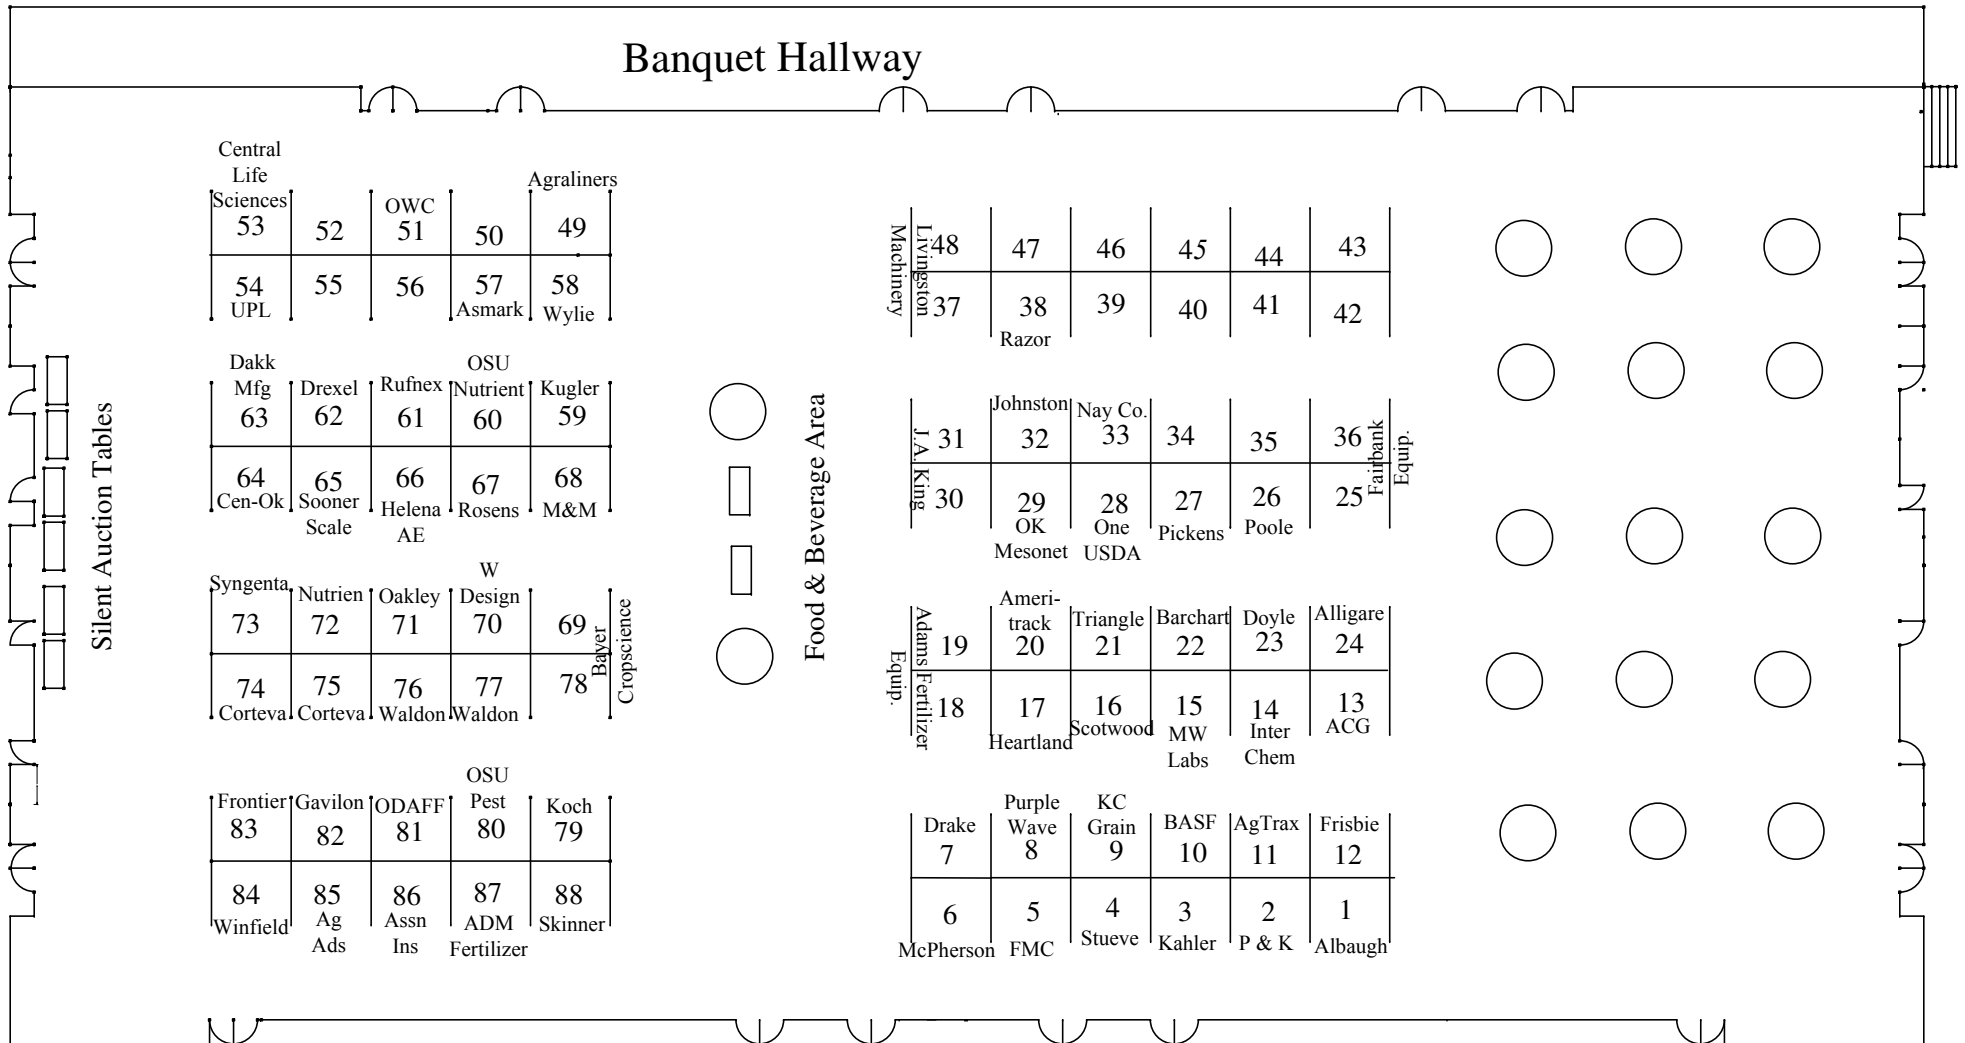 Banquet Hallway
Central
Life
Sciences
OWC
Agraliners
53
52
51
50
49
54
55
56
57
58
UPL
Asmark
Wylie
Dakk
Mfg
Drexel
Rufnex
OSU
Nutrient
Kugler
63
62
61
60
59
64
65
66
67
68
Cen-Ok
Sooner
Scale
Helena
AE
Rosens
M&M
Syngenta
Nutrien
Oakley
W
Design
73
72
71
70
69
Bayer
Cropscience
74
75
76
77
78
Corteva
Corteva
Waldon
Waldon
Frontier
Gavilon
ODAFF
OSU
Pest
Koch
83
82
81
80
79
84
85
86
87
88
Winfield
Ag
Ads
Assn
Ins
ADM
Fertilizer
Skinner
Silent Auction Tables
Food & Beverage Area
Livingston
Machinery
48
47
46
45
44
43
37
38
39
40
41
42
Razor
Johnston
Nay Co.
J.A. King
31
32
33
34
35
36
Fairbank
Equip.
30
29
28
27
26
25
OK
Mesonet
One
USDA
Pickens
Poole
Ameri-
track
Triangle
Barchart
Doyle
Alligare
Adams Fertilizer
Equip.
19
20
21
22
23
24
18
17
16
15
14
13
Heartland
Scotwood
MW
Labs
Inter
Chem
ACG
Drake
Purple
Wave
KC
Grain
BASF
AgTrax
Frisbie
7
8
9
10
11
12
6
5
4
3
2
1
McPherson
FMC
Stueve
Kahler
P & K
Albaugh